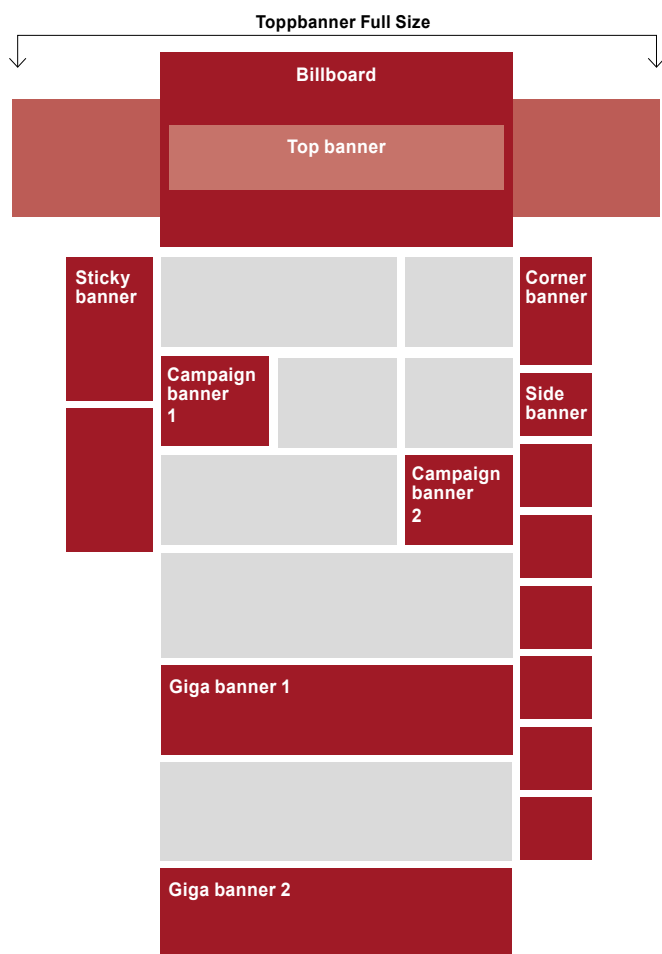 Toppbanner Full Size
Billboard
Top banner
Sticky
banner
Corner
banner
Campaign
banner
1
Side
banner
Campaign
banner
2
Giga banner 1
Giga banner 2